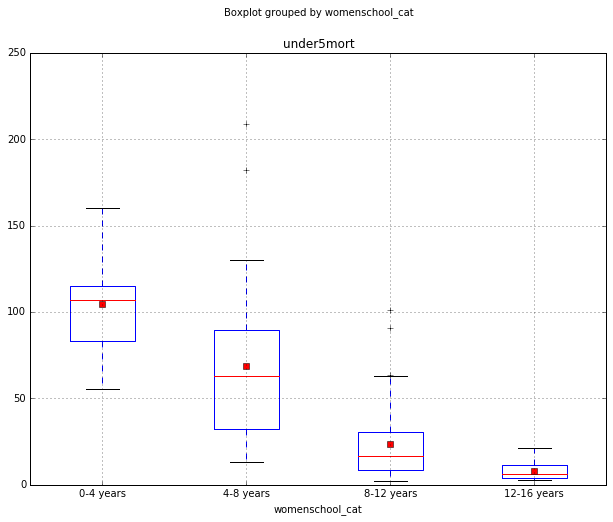 Boxplot grouped by womenschool_cat
under5mort
250
200
150
100
50
0
0-4 years
4-8 years
8-12 years
12-16 years
womenschool_cat